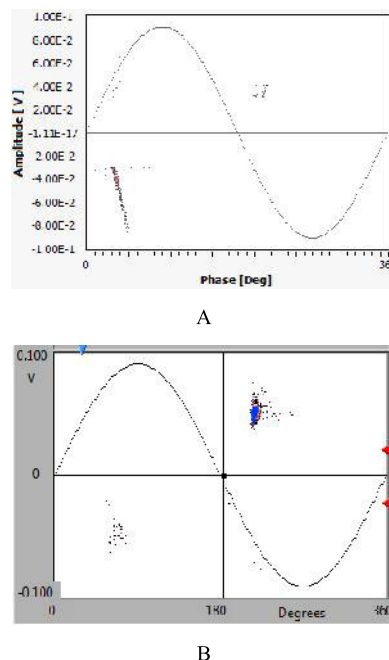 1.00E-1
8.00E-2
6.00E-2
4.00E-2
2.00E-2
-1.11E-17
2.00E-2
-4.00E-2
-6.00E-2
-8.00E-2
-1.00E-1
Amplitude [V]
0
36
Phase [Deg]
A
0.100
V
0
-0.100
0
180
Degrees
360
B